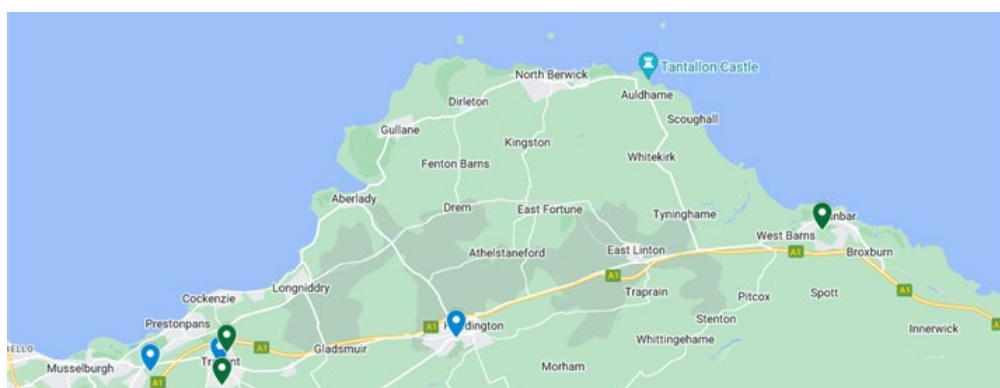 North Berwick
Tantallon Castle
Auldhame
Dirleton
Scoughall
Gullane
Kingston
Whitekirk
Fenton Barns
Aberlady
Drem
East Fortune
Tyninghame
West Barns
Athelstaneford
East Linton
A1
Broxburn
A1
Longniddry
Traprain
Pitcox
Spott
A1
Cockenzie
Prestonpans
A1
Stenton
A1
Innerwick
Whittingehame
A1
Gladsmuir
Musselburgh
A1
Morham